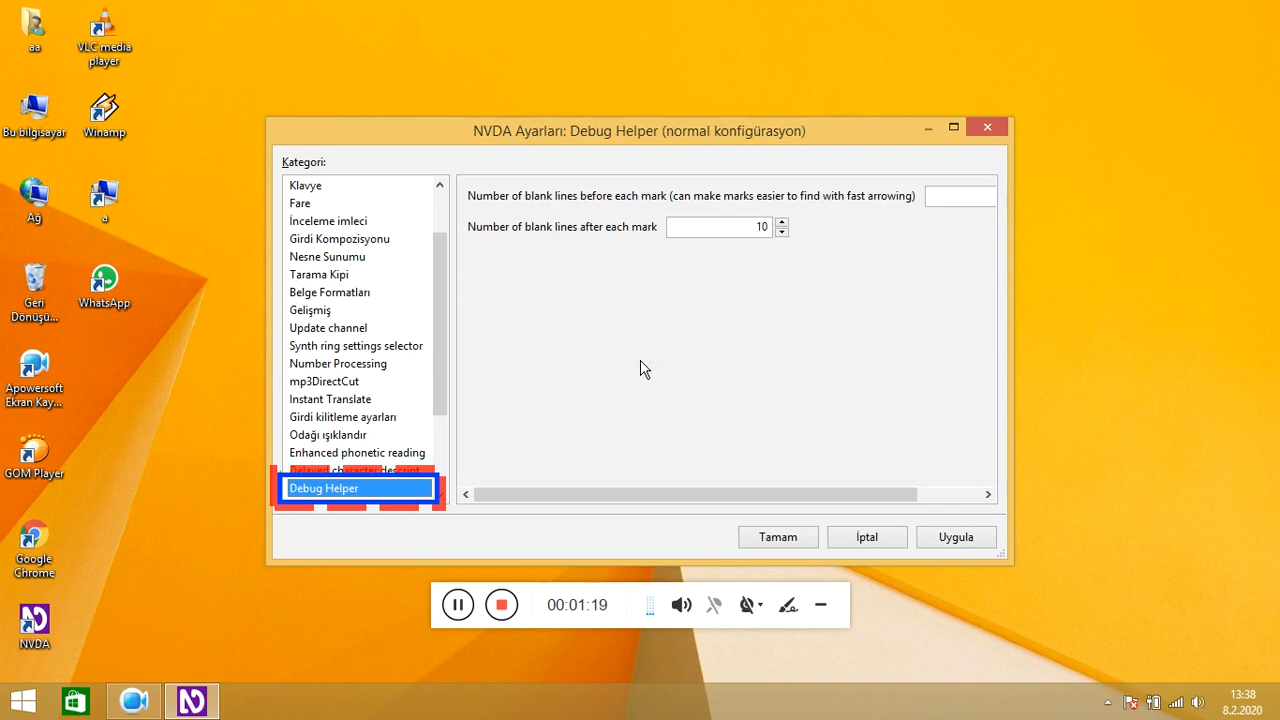 aa
VLC media
player
Bu bilgisayar
Winamp
Ağ
a
Geri
Dönüşü...
WhatsApp
Apowersoft
Ekran Kay...
GOM Player
Google
Chrome
NVDA
NVDA Ayarları: Debug Helper (normal konfigürasyon)
Kategori:
Klavye
Fare
İnceleme imleci
Girdi Kompozisyonu
Nesne Sunumu
Tarama Kipi
Belge Formatları
Gelişmiş
Update channel
Synth ring settings selector
Number Processing
mp3DirectCut
Instant Translate
Girdi kilitleme ayarları
Odağı ışıklandır
Enhanced phonetic reading
Delayed character descript
Debug Helper
Number of blank lines before each mark (can make marks easier to find with fast arrowing)
Number of blank lines after each mark 10
Tamam
İptal
Uygula
00:01:19
13:38
8.2.2020